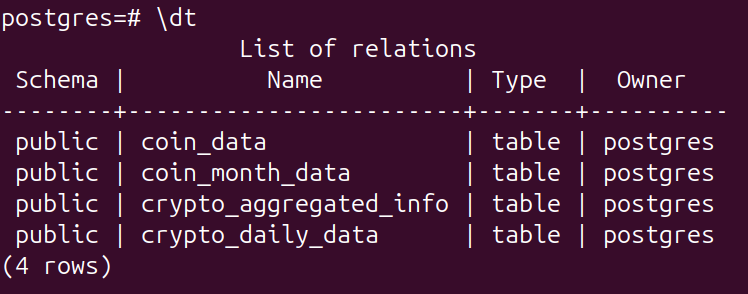 postgres=# \dt
                 List of relations
 Schema |          Name          | Type  |  Owner   
--------+------------------------+-------+----------
 public | coin_data              | table | postgres
 public | coin_month_data        | table | postgres
 public | crypto_aggregated_info | table | postgres
 public | crypto_daily_data      | table | postgres
(4 rows)